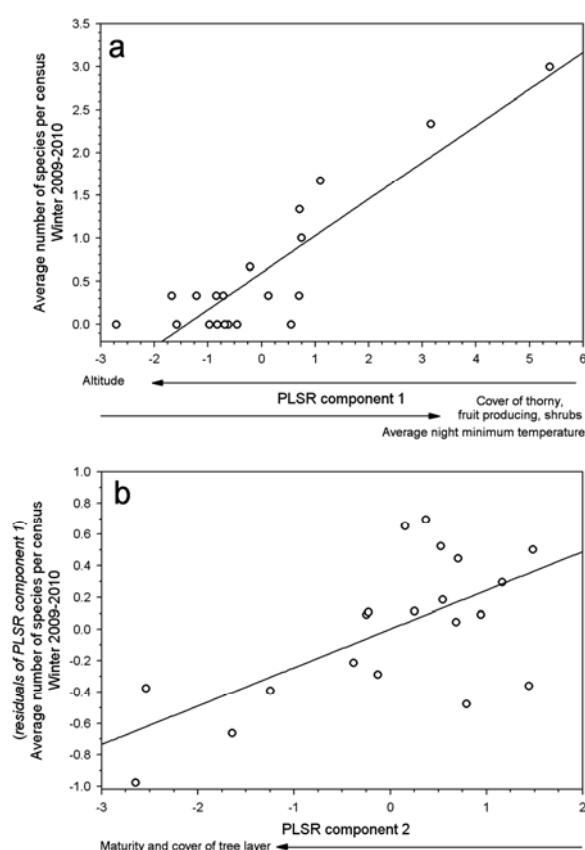 a
Average number of species per census
Winter 2009-2010
3.5
3.0
2.5
2.0
1.5
1.0
0.5
0.0
-3 -2 -1 0 1 2 3 4 5 6
Altitude
PLSR component 1
Cover of thorny,
fruit producing, shrubs
Average night minimum temperature
b
(residuals of PLSR component 1)
Average number of species per census
Winter 2009-2010
1.0
0.8
0.6
0.4
0.2
0.0
-0.2
-0.4
-0.6
-0.8
-1.0
-3 -2 -1 0 1 2
PLSR component 2
Maturity and cover of tree layer